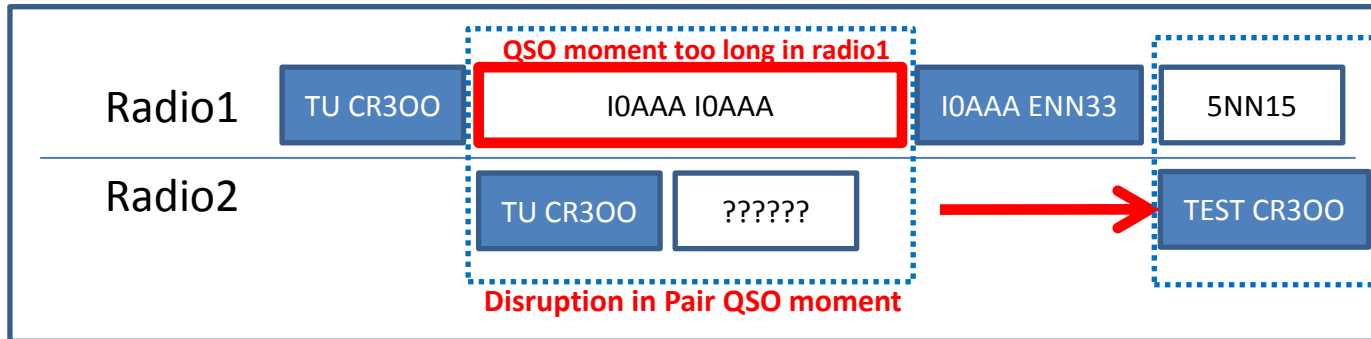 QSO moment too long in radio1
Radio1
TU CR3OO
I0AAA I0AAA
I0AAA ENN33
5NN15
Radio2
TU CR3OO
??????
TEST CR3OO
Disruption in Pair QSO moment